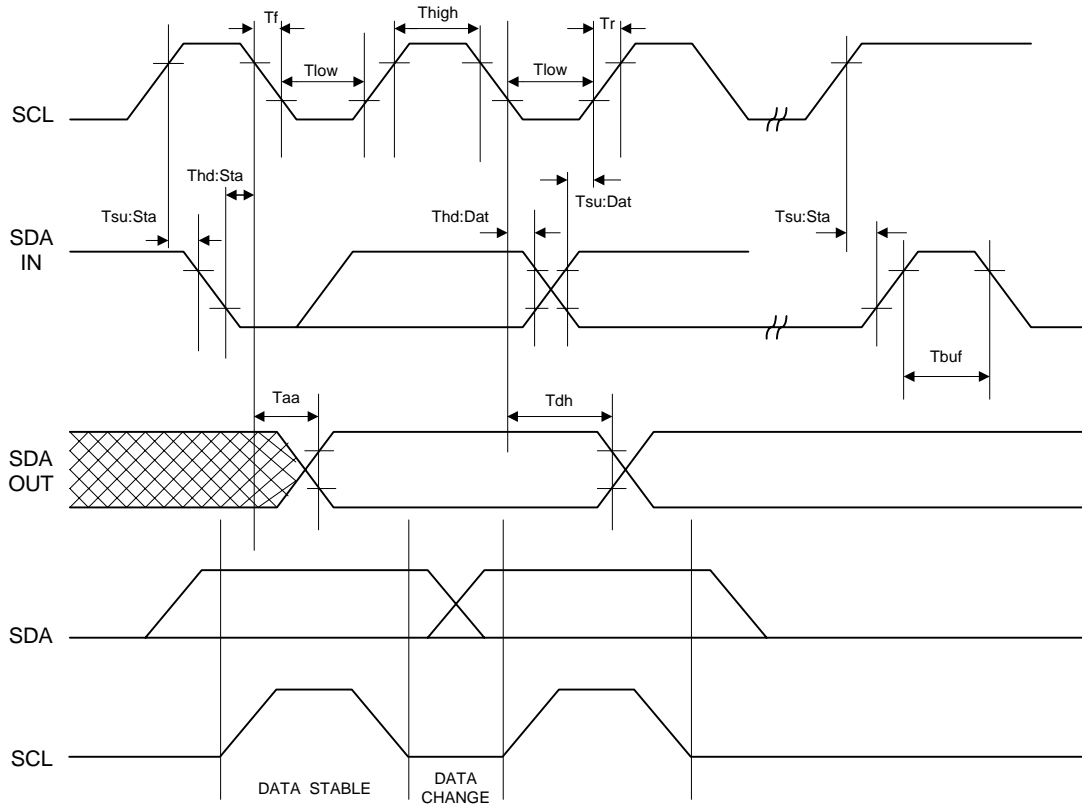 Tf
Thigh
Tr
Tlow
Tlow
SCL
Thd:Sta
Tsu:Sta
Thd:Dat
Tsu:Dat
Tsu:Sta
SDA
IN
Tbuf
Taa
Tdh
SDA
OUT
SDA
SCL
DATA STABLE
DATA
CHANGE